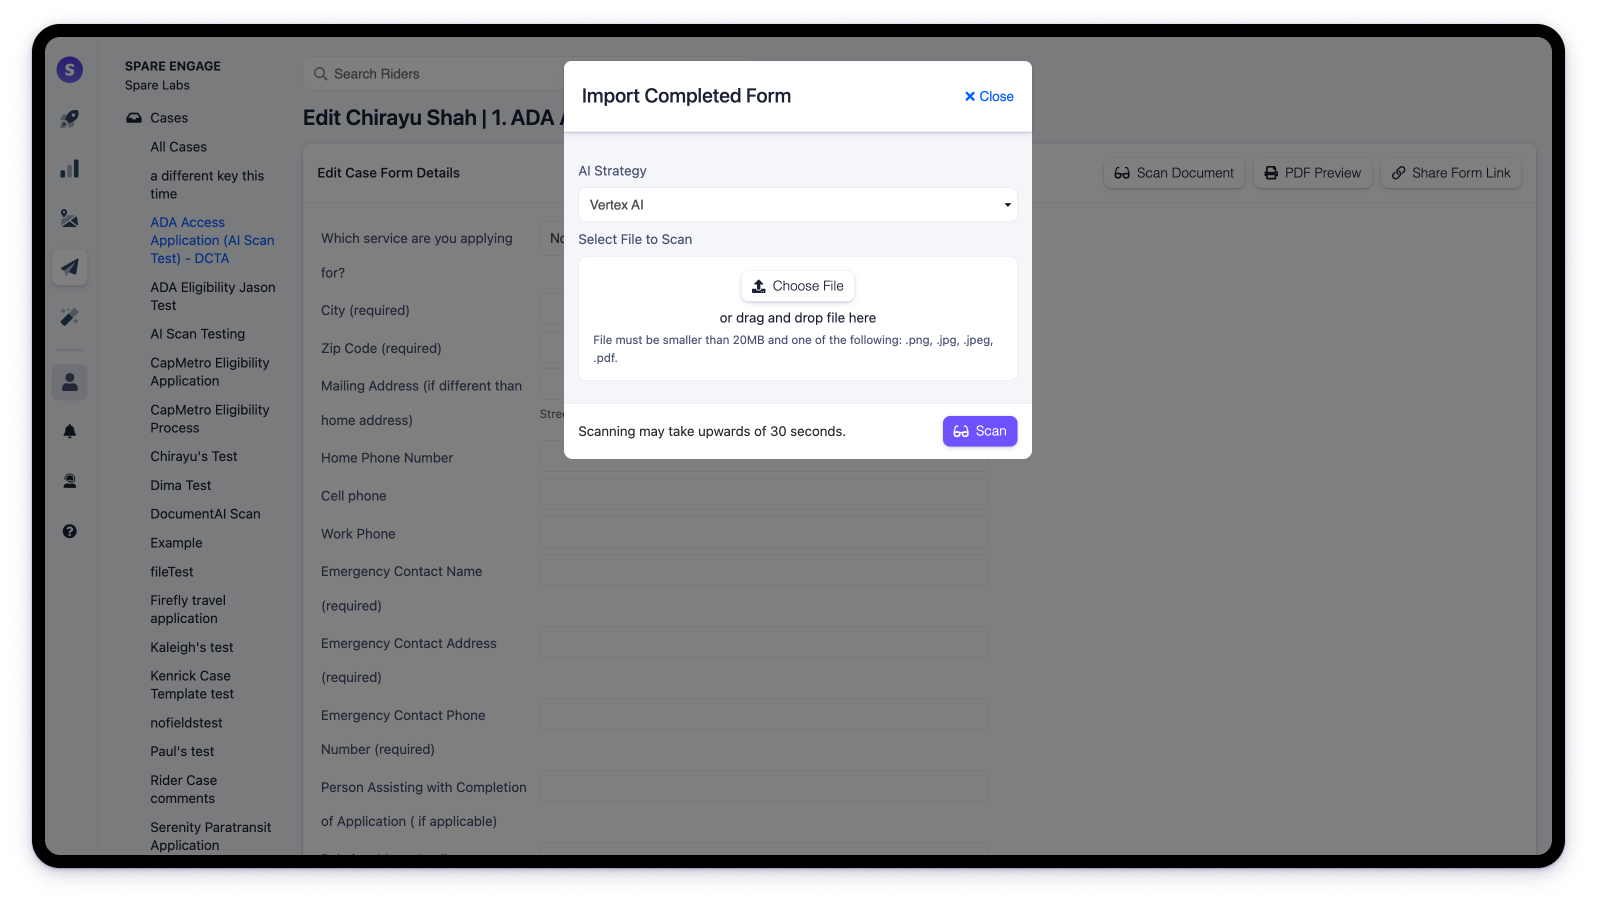 S
SPARE ENGAGE
Spare Labs
Cases
All Cases
a different key this
time
ADA Access
Application (AI Scan
Test) - DCTA
ADA Eligibility Jason
Test
AI Scan Testing
CapMetro Eligibility
Application
CapMetro Eligibility
Process
Chirayu's Test
Dima Test
DocumentAI Scan
Example
fileTest
Firefly travel
application
Kaleigh's test
Kenrick Case
Template test
nofieldstest
Paul's test
Rider Case
comments
Serenity Paratransit
Application
Search Riders
Edit Chirayu Shah | 1. ADA
Edit Case Form Details
Scan Document
PDF Preview
Share Form Link
Which service are you applying
for?
City (required)
Zip Code (required)
Mailing Address (if different than
home address)
Home Phone Number
Cell phone
Work Phone
Emergency Contact Name
(required)
Emergency Contact Address
(required)
Emergency Contact Phone
Number (required)
Person Assisting with Completion
of Application ( if applicable)
Import Completed Form
Close
AI Strategy
Vertex AI
Select File to Scan
Choose File
or drag and drop file here
File must be smaller than 20MB and one of the following: .png, .jpg, .jpeg,
.pdf.
Scanning may take upwards of 30 seconds.
Scan